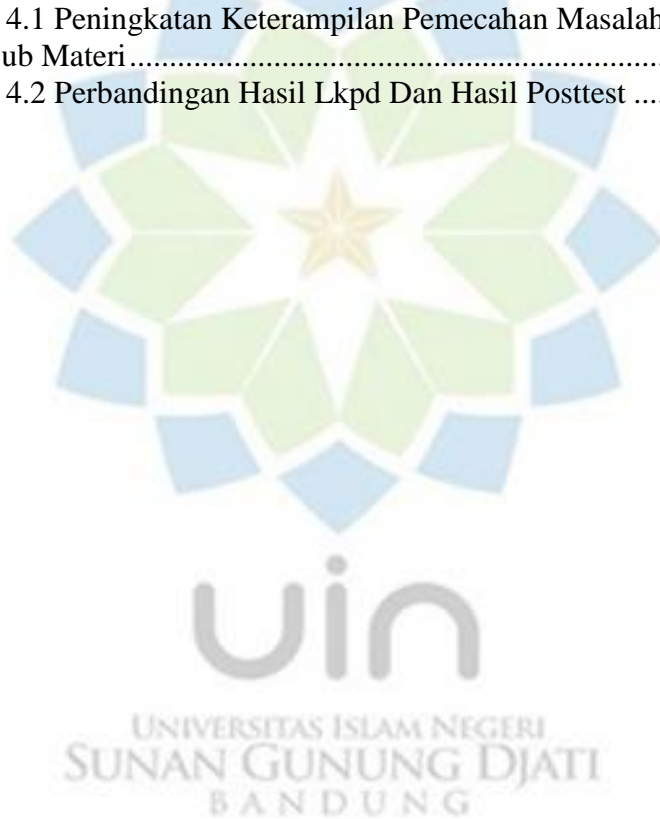 4.1 Peningkatan Keterampilan Pemecahan Masalah
ub Materi........................................................................
4.2 Perbandingan Hasil Lkpd Dan Hasil Posttest ....
uin
UNIVERSITAS ISLAM NEGERI
SUNAN GUNUNG DJATI
BANDUNG